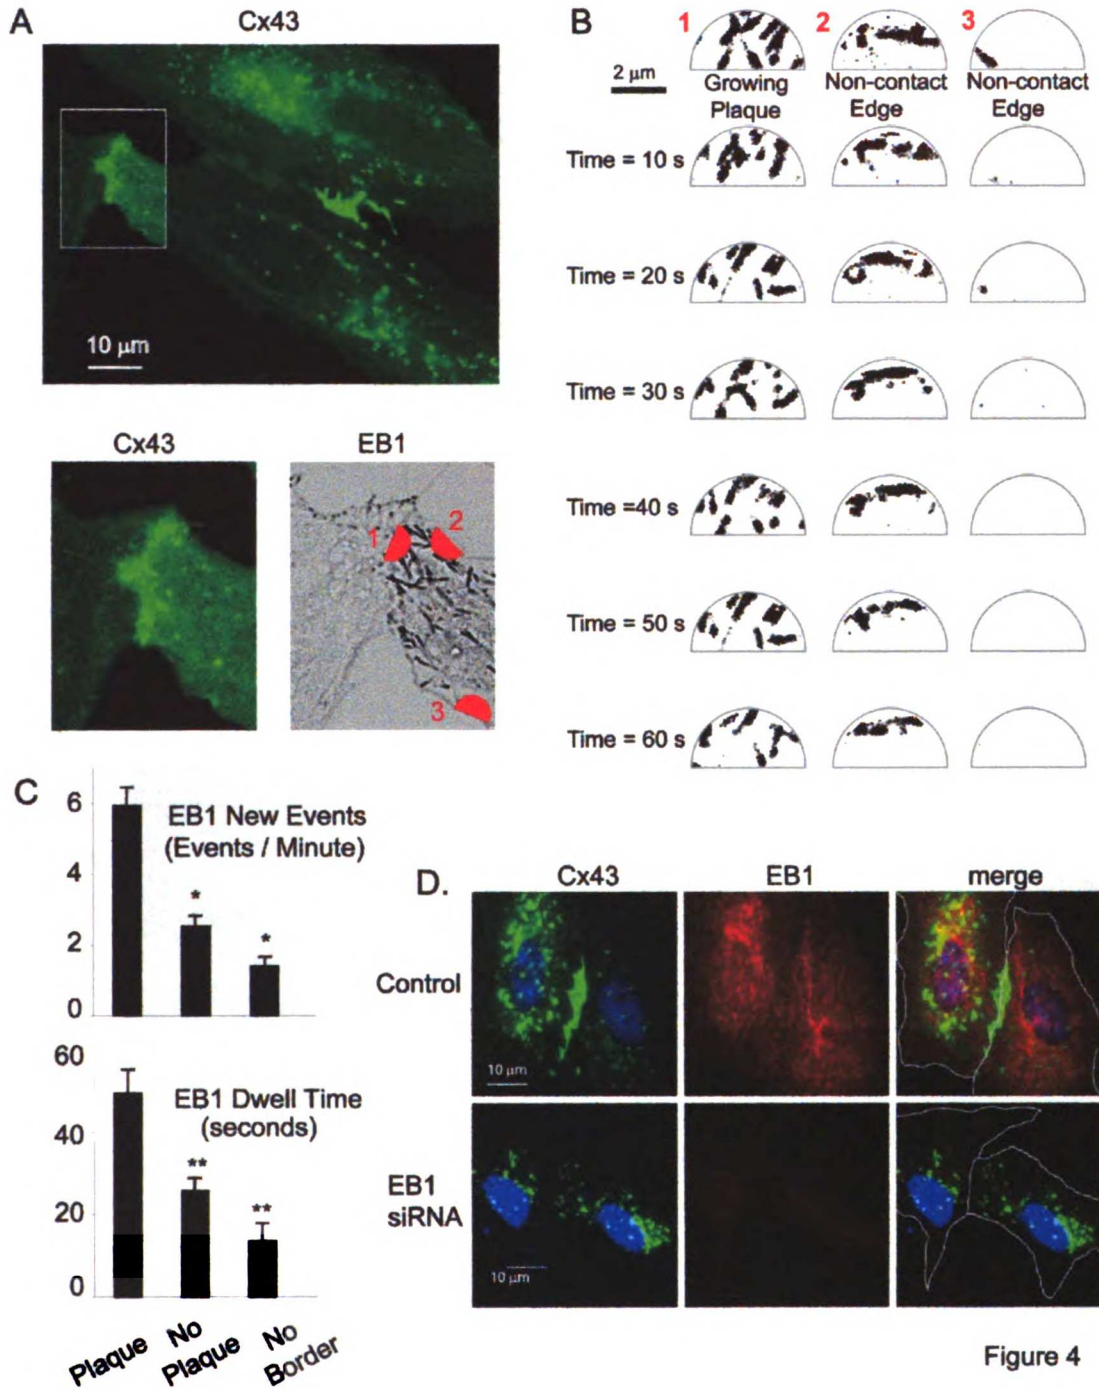 A
Cx43
10 μm
Cx43
EB1
1
2
3
B
1
2
3
2 μm
Growing
Plaque
Non-contact
Edge
Non-contact
Edge
Time = 10 s
Time = 20 s
Time = 30 s
Time =40 s
Time = 50 s
Time = 60 s
C
6
4
2
0
EB1 New Events
(Events / Minute)
*
*
60
40
20
0
EB1 Dwell Time
(seconds)
**
**
Plaque
No
Plaque
No
Border
D.
Cx43
EB1
merge
Control
10 μm
EB1
siRNA
10 μm
Figure 4